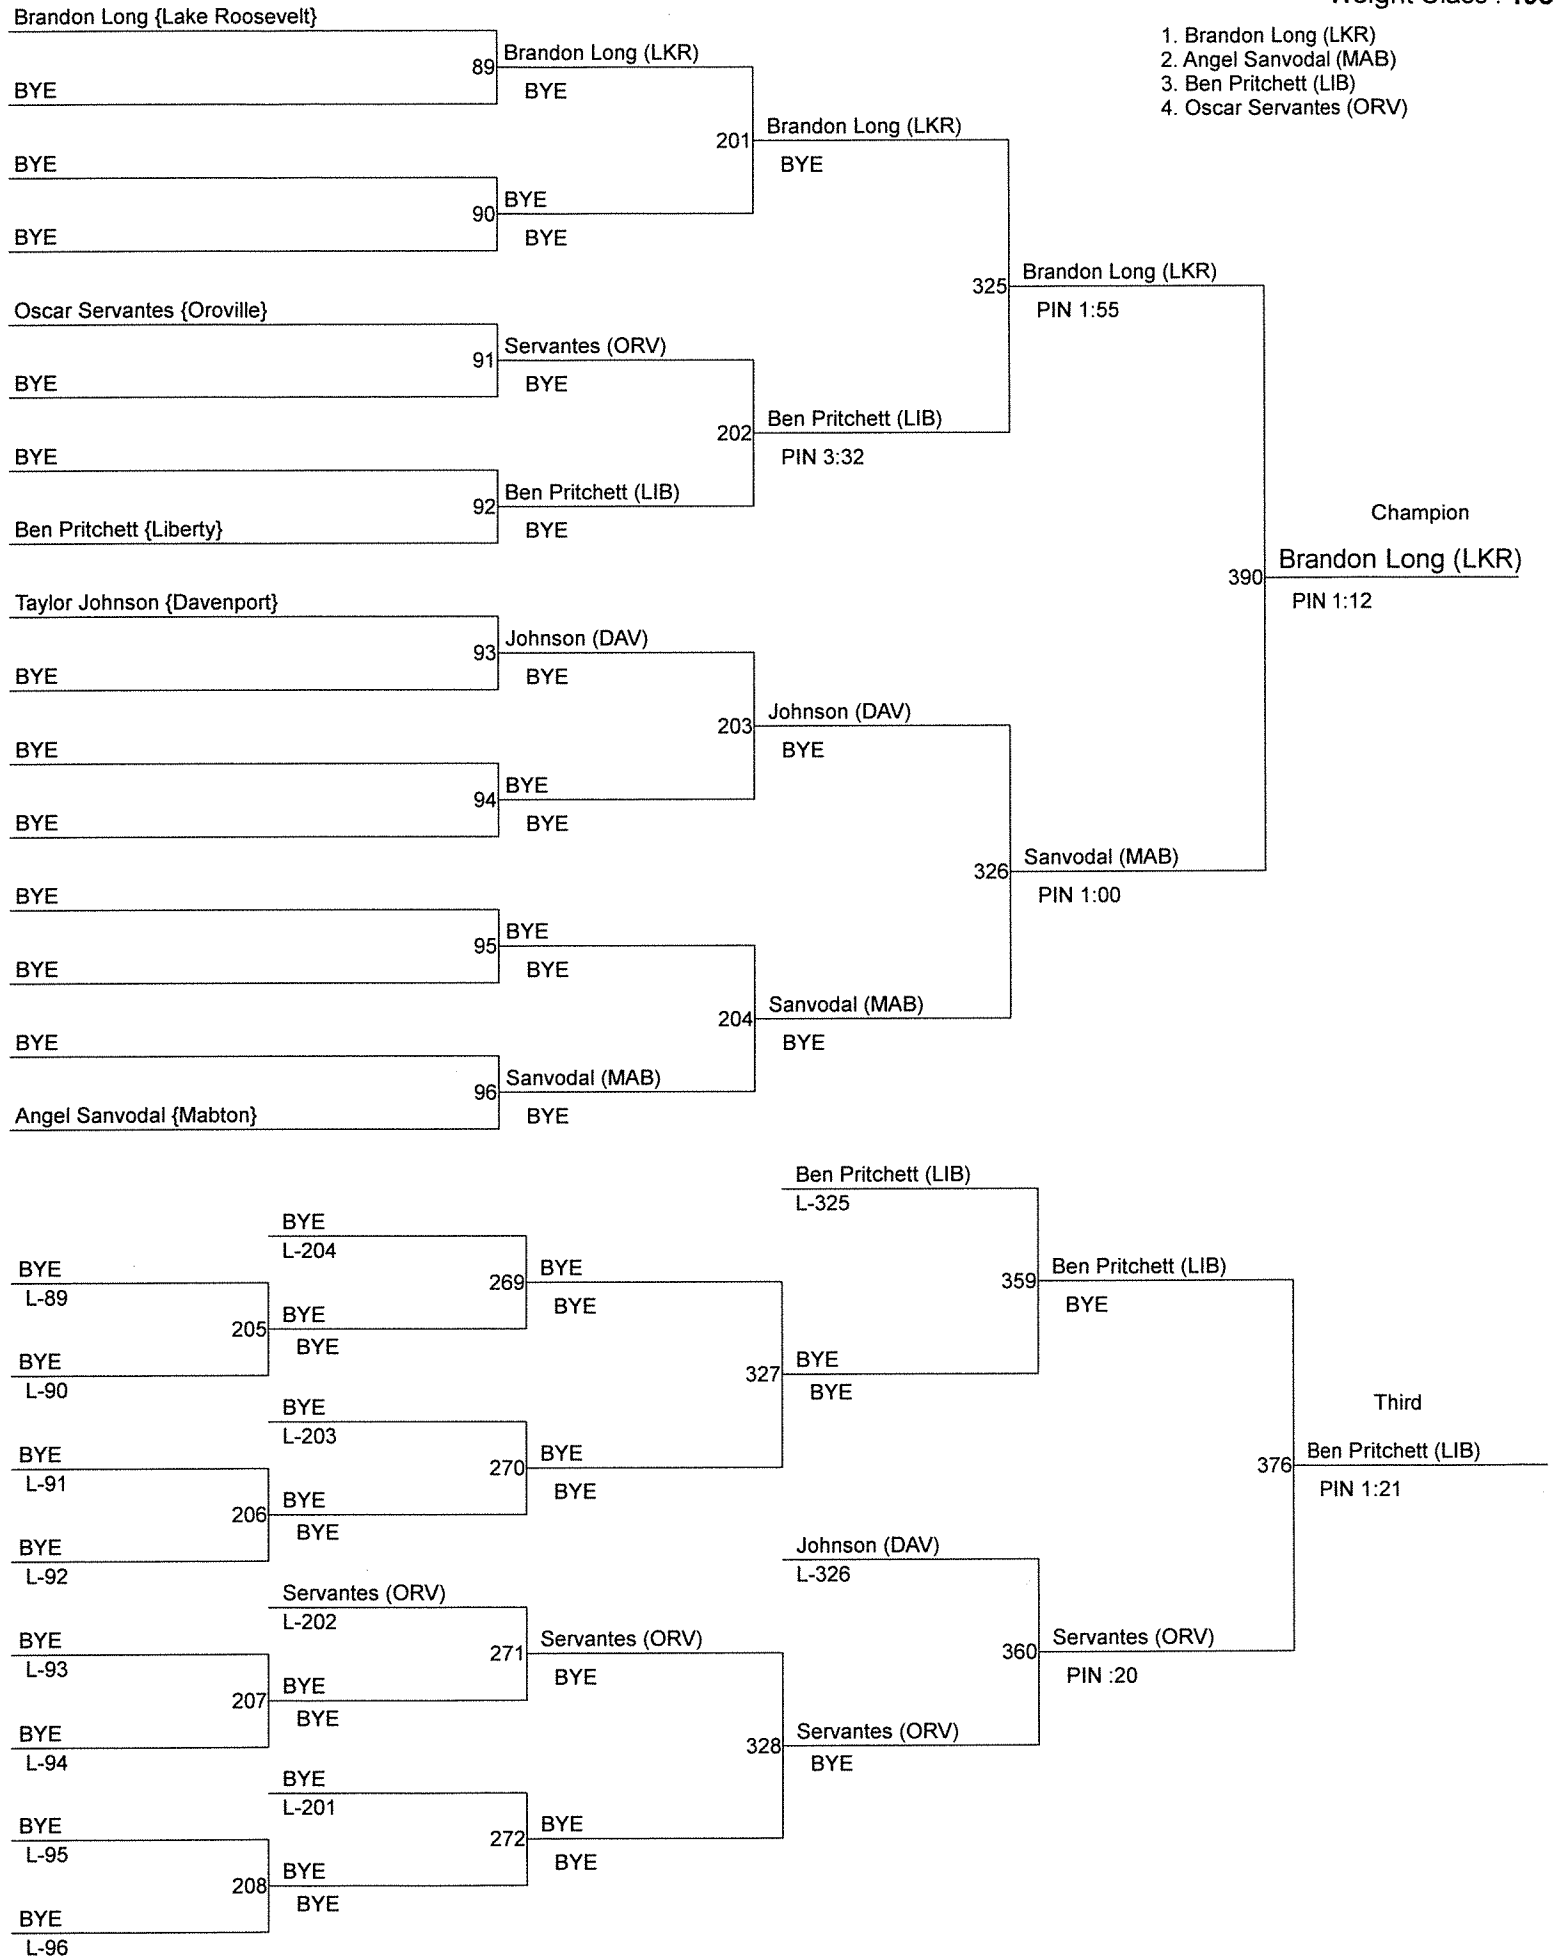 Brandon Long {Lake Roosevelt}
BYE
BYE
BYE
Oscar Servantes {Oroville}
BYE
BYE
Ben Pritchett {Liberty}
Taylor Johnson {Davenport}
BYE
BYE
BYE
BYE
BYE
BYE
Angel Sanvodal {Mabton}
89 Brandon Long (LKR)
BYE
90 BYE
BYE
91 Servantes (ORV)
BYE
92 Ben Pritchett (LIB)
BYE
93 Johnson (DAV)
BYE
94 BYE
BYE
95 BYE
BYE
96 Sanvodal (MAB)
BYE
201 Brandon Long (LKR)
BYE
202 Ben Pritchett (LIB)
PIN 3:32
203 Johnson (DAV)
BYE
204 Sanvodal (MAB)
BYE
325 Brandon Long (LKR)
PIN 1:55
326 Sanvodal (MAB)
PIN 1:00
Champion
390 Brandon Long (LKR)
PIN 1:12
1. Brandon Long (LKR)
2. Angel Sanvodal (MAB)
3. Ben Pritchett (LIB)
4. Oscar Servantes (ORV)
BYE
L-89
BYE
L-90
BYE
L-91
BYE
L-92
BYE
L-93
BYE
L-94
BYE
L-95
BYE
L-96
BYE
L-204
205 BYE
BYE
BYE
L-203
206 BYE
BYE
Servantes (ORV)
L-202
207 BYE
BYE
BYE
L-201
208 BYE
BYE
269 BYE
BYE
270 BYE
BYE
271 Servantes (ORV)
BYE
272 BYE
BYE
Ben Pritchett (LIB)
L-325
327 BYE
BYE
Johnson (DAV)
L-326
328 Servantes (ORV)
BYE
359 Ben Pritchett (LIB)
BYE
360 Servantes (ORV)
PIN :20
Third
376 Ben Pritchett (LIB)
PIN 1:21